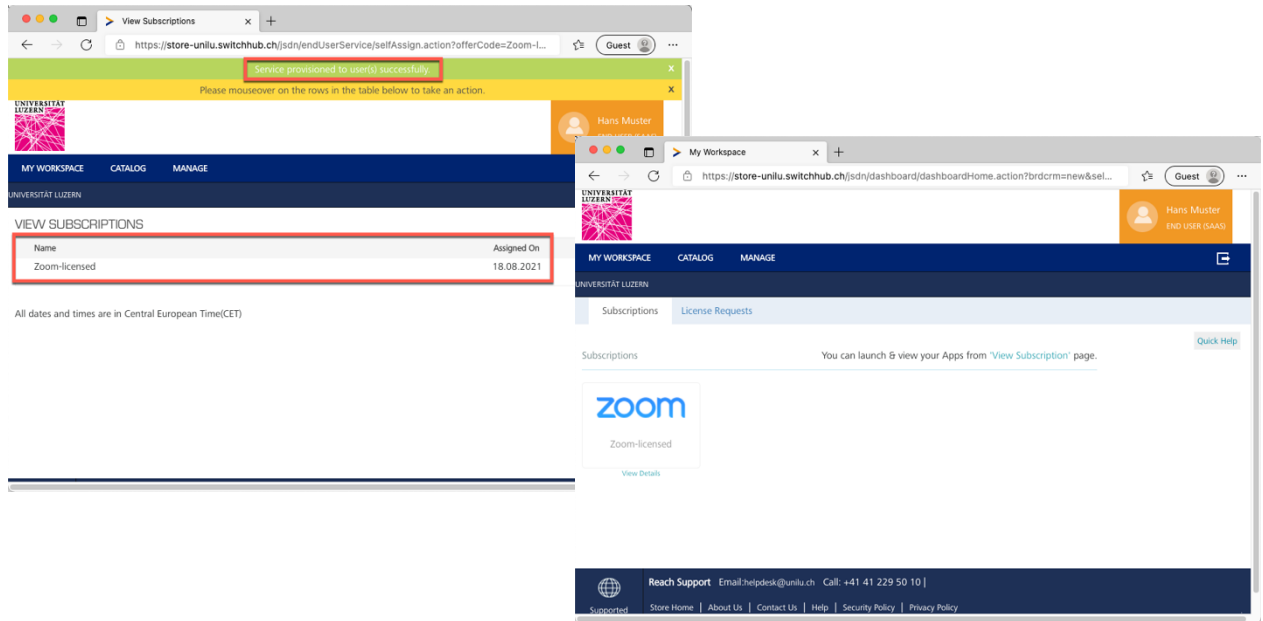 View Subscriptions
https://store-unilu.switchhub.ch/jsdn/endUserService/selfAssign.action?offerCode=Zoom-l...
Guest
Service provisioned to user(s) successfully.
Please mouseover on the rows in the table below to take an action.
UNIVERSITÄT
LUZERN
Hans Muster
MY WORKSPACE CATALOG MANAGE
UNIVERSITÄT LUZERN
VIEW SUBSCRIPTIONS
Name Assigned On
Zoom-licensed 18.08.2021
All dates and times are in Central European Time(CET)
My Workspace
https://store-unilu.switchhub.ch/jsdn/dashboard/dashboardHome.action?brdcrm=new&sel...
Guest
UNIVERSITÄT
LUZERN
Hans Muster
END USER (SAAS)
MY WORKSPACE CATALOG MANAGE
UNIVERSITÄT LUZERN
Subscriptions License Requests
Quick Help
Subscriptions You can launch & view your Apps from 'View Subscription' page.
zoom
Zoom-licensed
View Details
Reach Support Email:helpdesk@unilu.ch Call: +41 41 229 50 10 |
Supported Store Home | About Us | Contact Us | Help | Security Policy | Privacy Policy